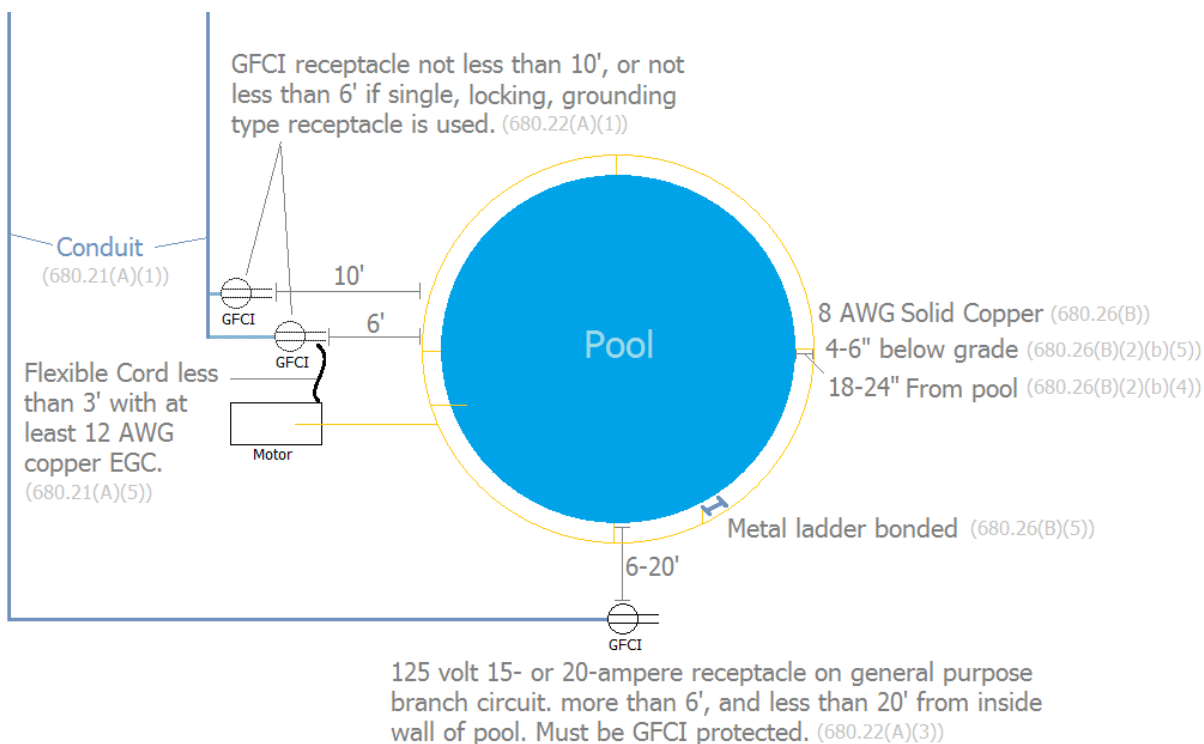 GFCI receptacle not less than 10', or not
less than 6' if single, locking, grounding
type receptacle is used. (680.22(A)(1))
Conduit
(680.21(A)(1))
10'
GFCI
6'
GFCI
Pool
8 AWG Solid Copper (680.26(B))
4-6" below grade (680.26(B)(2)(b)(5))
18-24" From pool (680.26(B)(2)(b)(4))
Flexible Cord less
than 3' with at
least 12 AWG
copper EGC.
(680.21(A)(5))
Motor
Metal ladder bonded (680.26(B)(5))
6-20'
GFCI
125 volt 15- or 20-ampere receptacle on general purpose
branch circuit. more than 6', and less than 20' from inside
wall of pool. Must be GFCI protected. (680.22(A)(3))